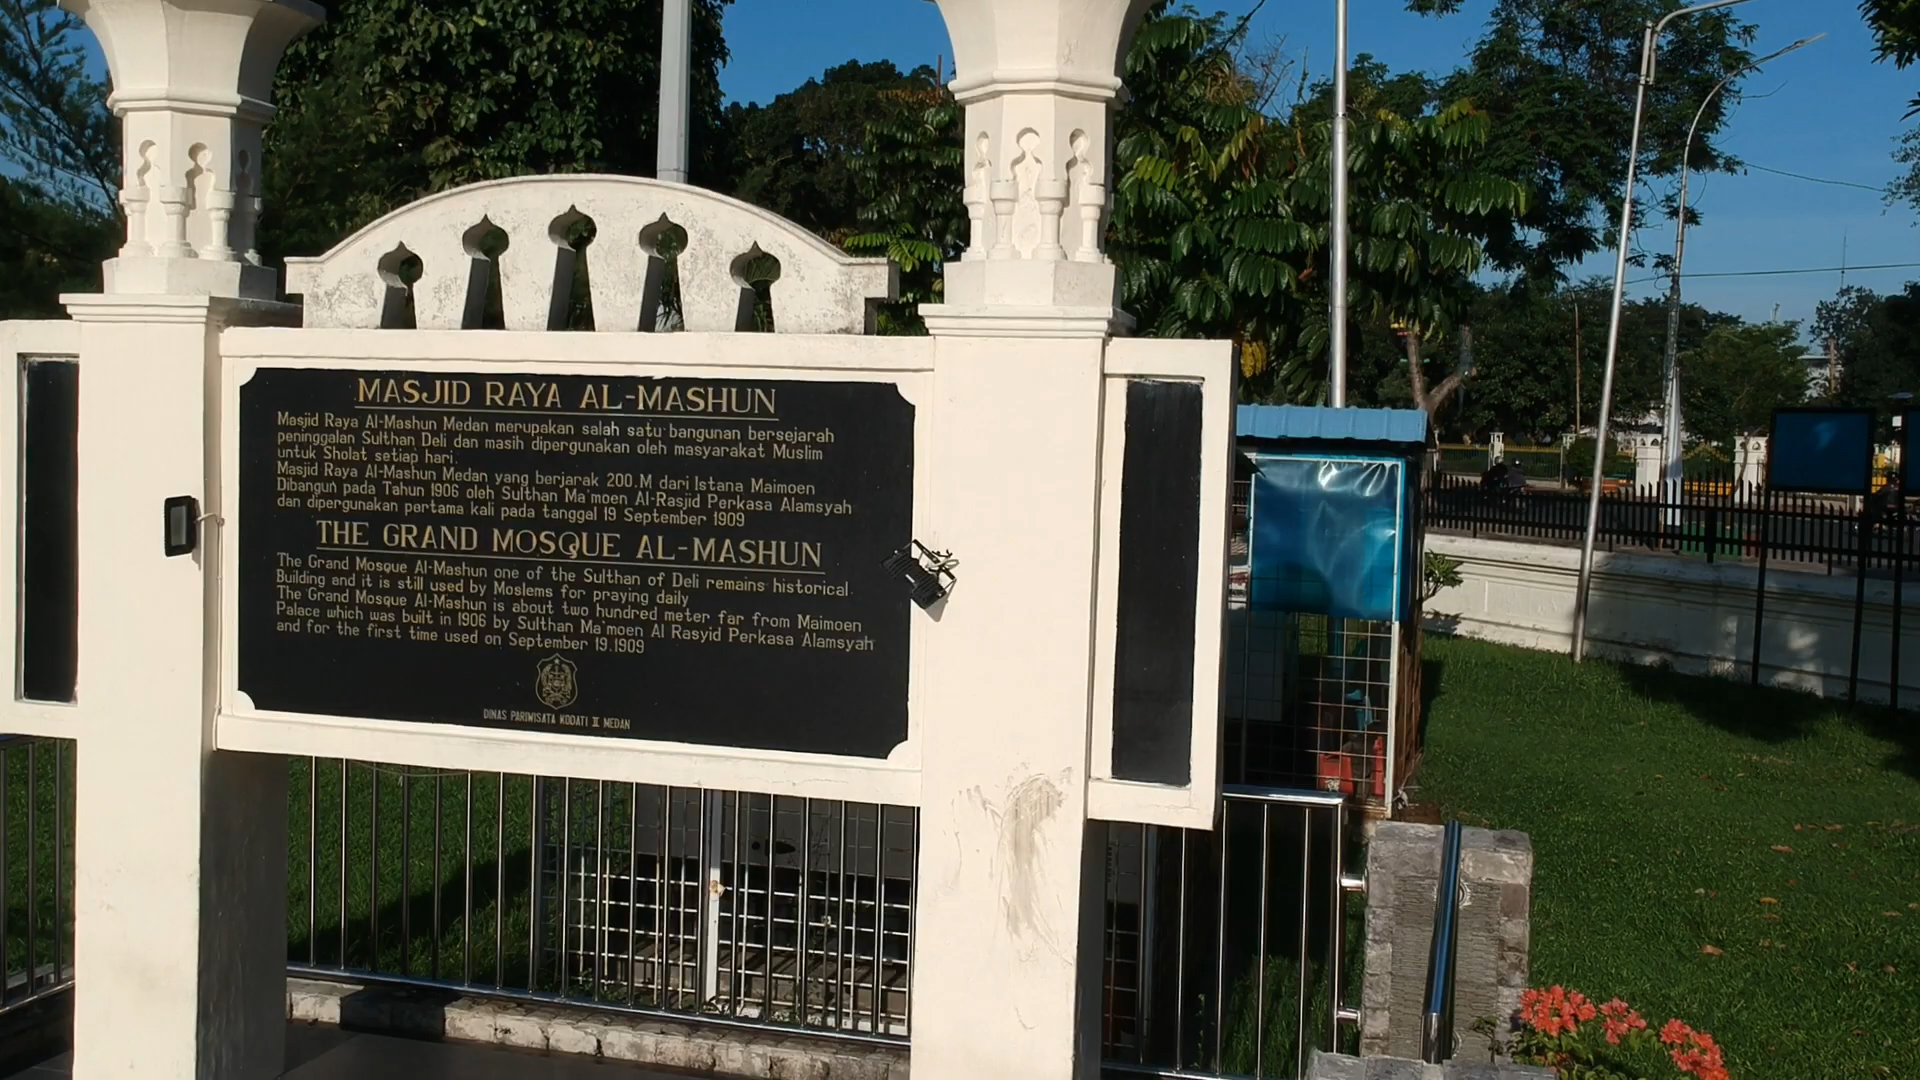 MASJID RAYA AL-MASHUN
Masjid Raya Al-Mashun Medan merupakan salah satu bangunan bersejarah
peninggalan Sulthan Deli dan masih dipergunakan oleh masyarakat Muslim
untuk Sholat setiap hari.
Masjid Raya Al-Mashun Medan yang berjarak 200.M dari Istana Maimoen
Dibangun pada Tahun 1906 oleh Sulthan Ma'moen Al-Rasjid Perkasa Alamsyah
dan dipergunakan partama kali pada tanggal 19 September 1909
THE GRAND MOSQUE AL-MASHUN
The Grand Mosque Al-Mashun one of the Sulthan of Deli remains historical
Building and it is still used by Moslems for praying daily
The Grand Mosque Al-Mashun is about two hundred meter far from Maimoen
Palace which was built in 1906 by Sulthan Ma'moen Al Rasyid Perkasa Alamsyah
and for the first time used on September 19.1909
DINAS PARIWISATA KODATI II MEDAN